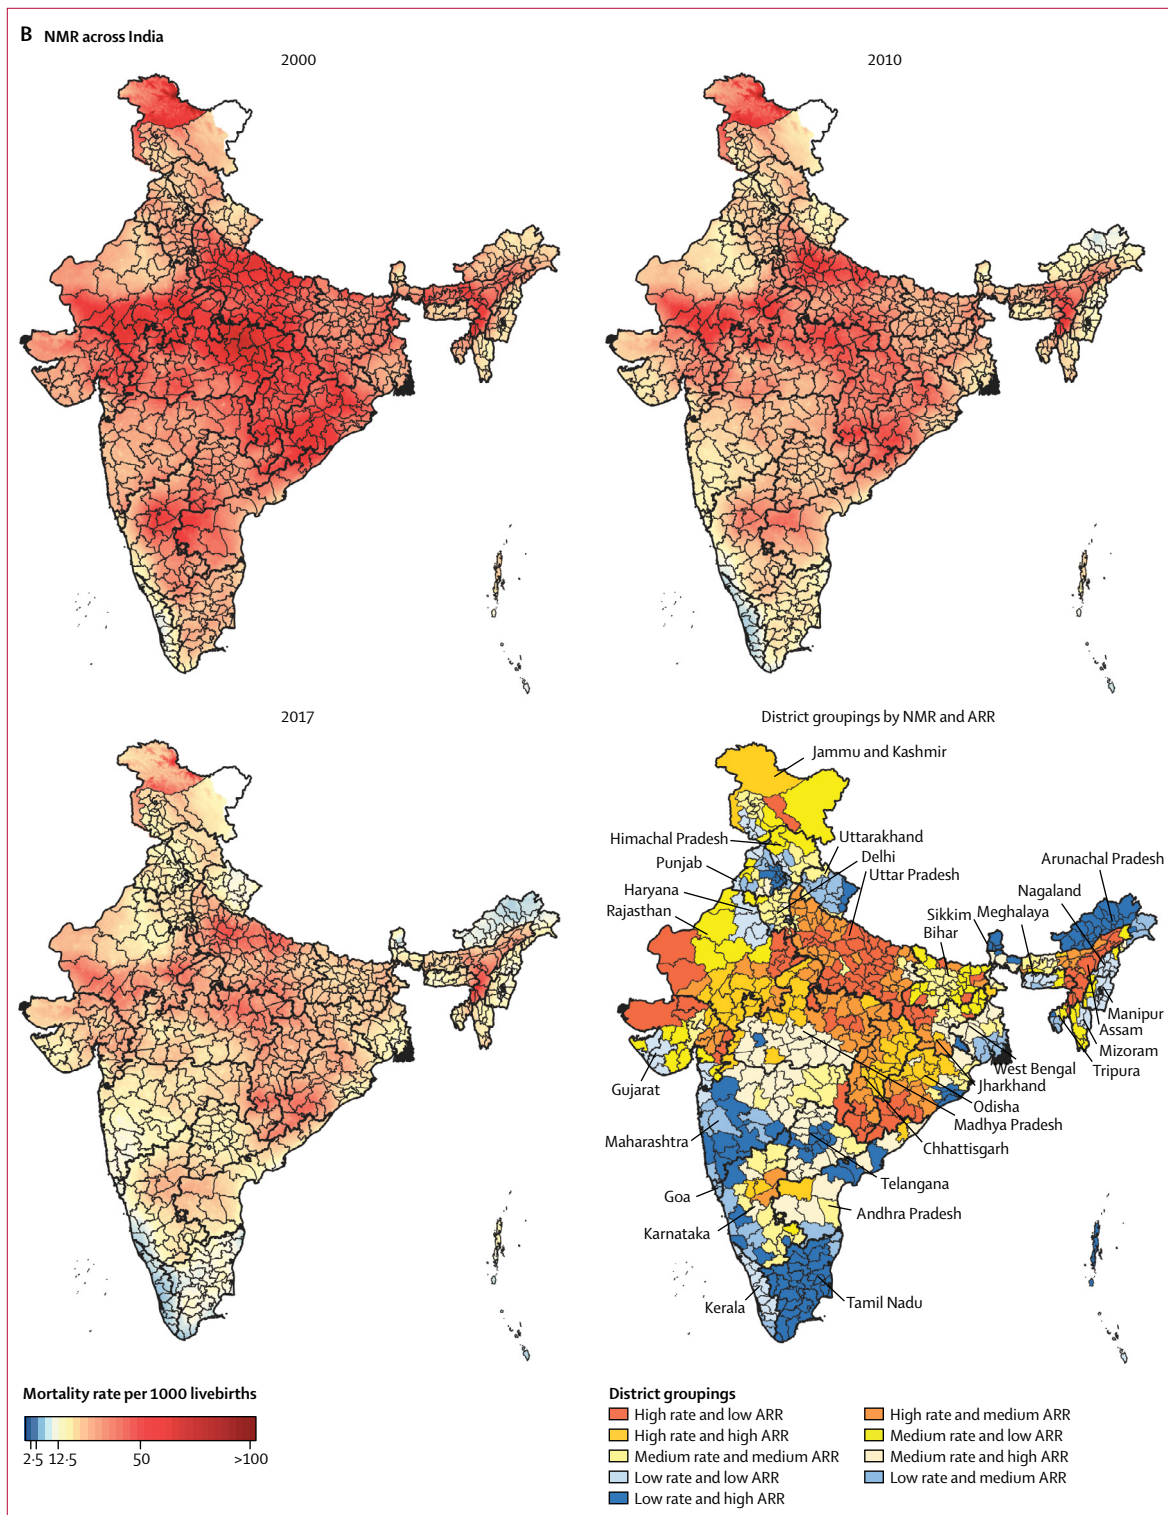 B NMR across India
2000
2010
2017
District groupings by NMR and ARR
Jammu and Kashmir
Himachal Pradesh
Uttarakhand
Punjab
Delhi
Arunachal Pradesh
Uttar Pradesh
Haryana
Nagaland
Rajasthan
Sikkim
Meghalaya
Bihar
Manipur
Assam
Mizoram
West Bengal
Tripura
Gujarat
Jharkhand
Odisha
Madhya Pradesh
Maharashtra
Chhattisgarh
Telangana
Goa
Andhra Pradesh
Karnataka
Kerala
Tamil Nadu
Mortality rate per 1000 livebirths
2·5 12·5 50 >100
District groupings
High rate and low ARR
High rate and medium ARR
High rate and high ARR
Medium rate and low ARR
Medium rate and medium ARR
Medium rate and high ARR
Low rate and low ARR
Low rate and medium ARR
Low rate and high ARR